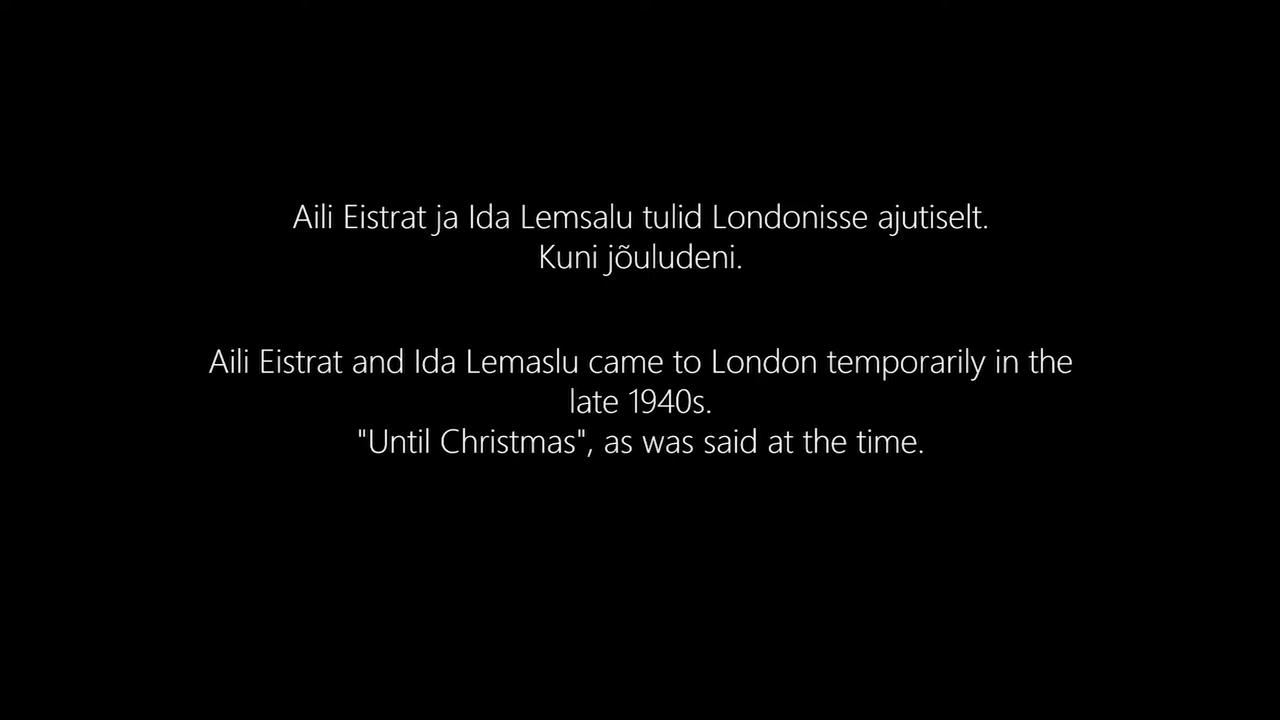 Aili Eistrat ja Ida Lemsalu tulid Londonisse ajutiselt.
Kuni jõuludeni.
Aili Eistrat and Ida Lemaslu came to London temporarily in the
late 1940s.
"Until Christmas", as was said at the time.